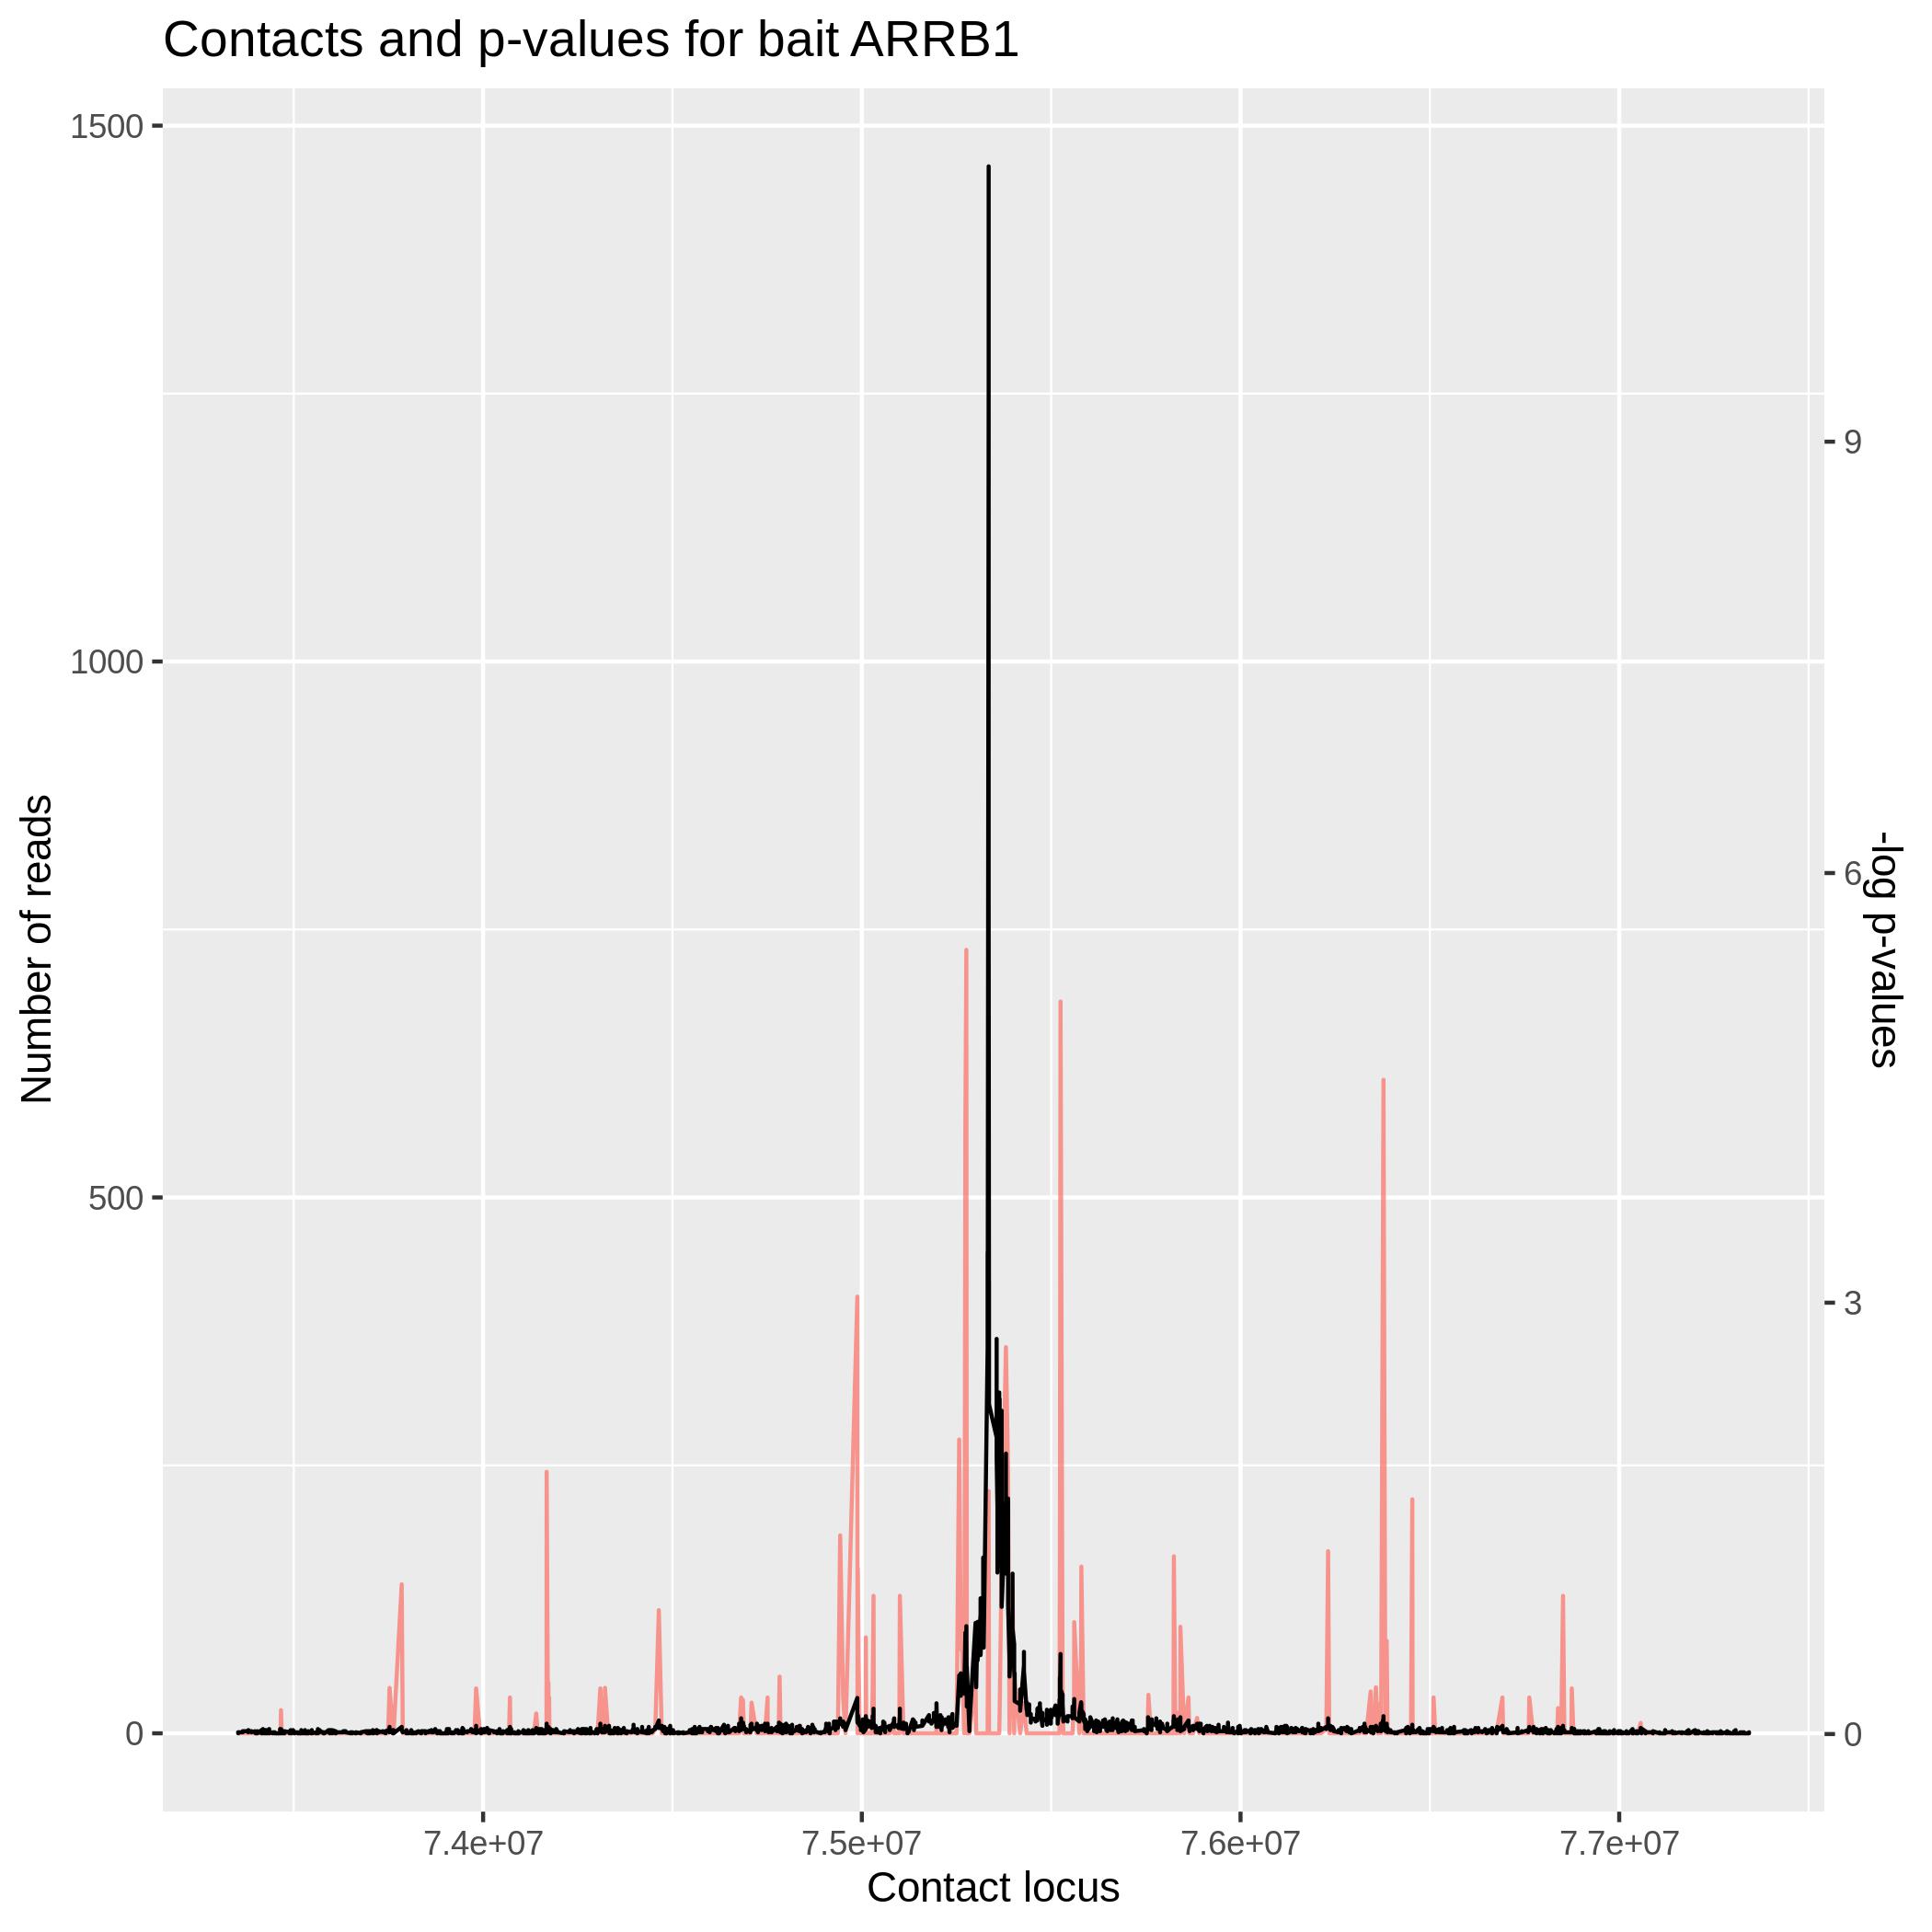 Contacts and p-values for bait ARRB1
1500
1000
500
0
Number of reads
9
6
3
0
-log p-values
7.4e+07
7.5e+07
7.6e+07
7.7e+07
Contact locus